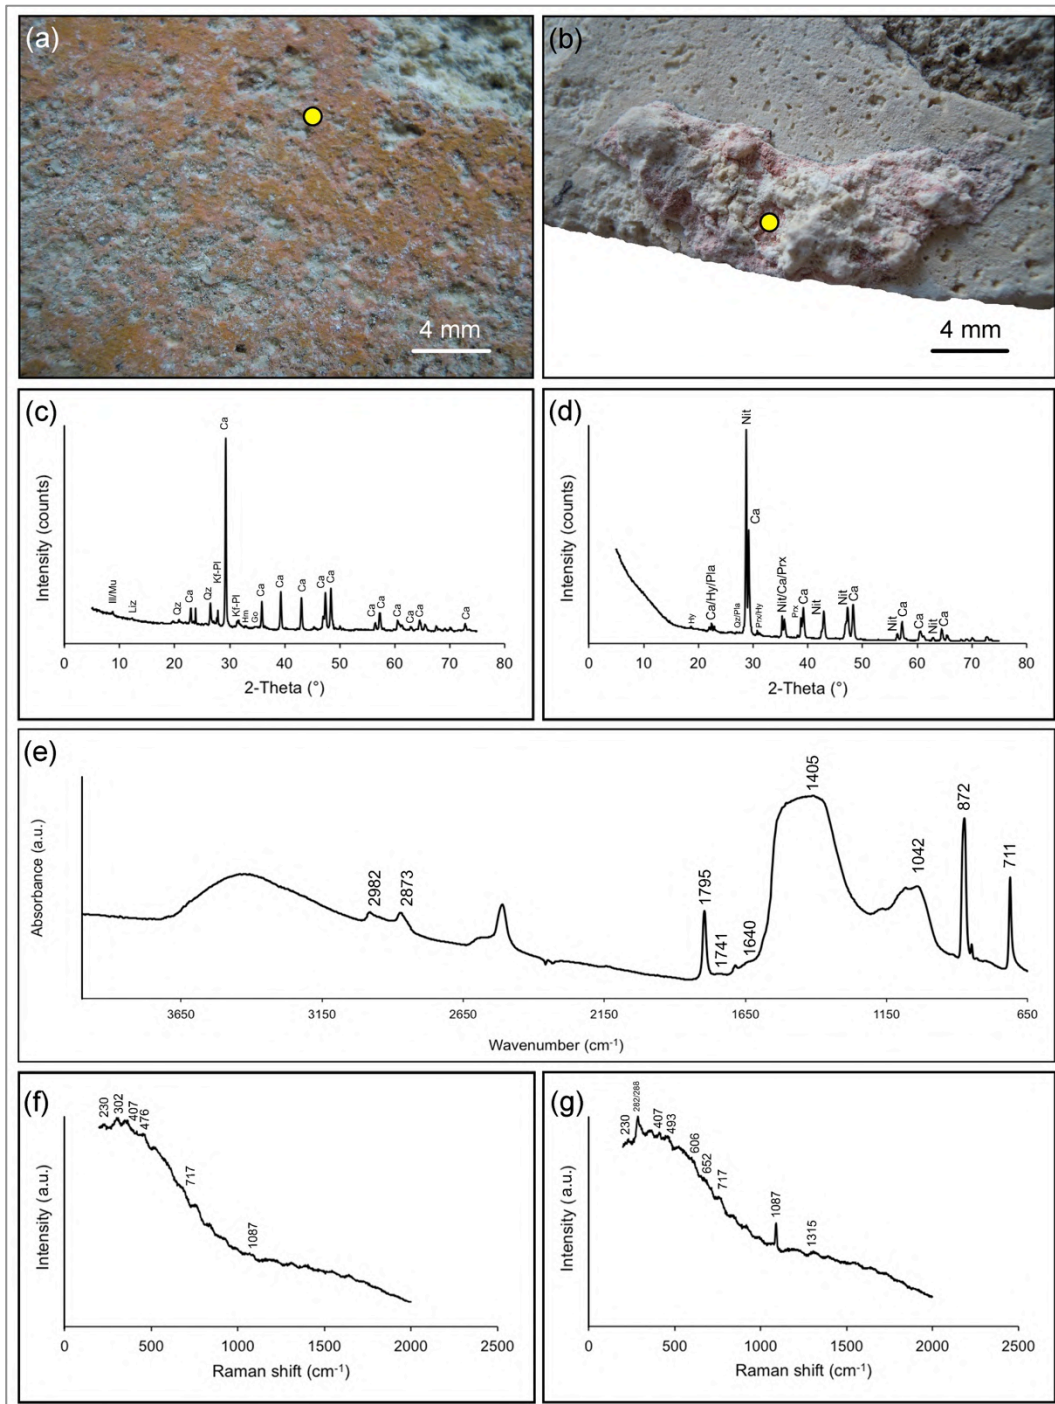 (a)
4 mm
(b)
4 mm
(c)
Intensity (counts)
Ill/Mu
Liz
Qz
Ca
Qz
Kf-Pl
Ca
Kf-Pl
Hm
Go
Ca
Ca
Ca
Ca
Ca
Ca
Ca
Ca
Ca
Ca
Ca
0 10 20 30 40 50 60 70 80
2-Theta (°)
(d)
Intensity (counts)
Hy
Ca/Hy/Pla
Qz/Pla
Nit
Ca
Prx/Hy
Nit/Ca/Prx
Prx
Ca
Nit
Nit
Ca
Nit
Ca
Ca
Nit
Ca
0 10 20 30 40 50 60 70 80
2-Theta (°)
(e)
Absorbance (a.u.)
2982
2873
1795
1741
1640
1405
1042
872
711
3650 3150 2650 2150 1650 1150 650
Wavenumber (cm-1)
(f)
Intensity (a.u.)
230
302
407
476
717
1087
0 500 1000 1500 2000 2500
Raman shift (cm-1)
(g)
Intensity ( a.u.)
230
282/288
407
493
606
652
717
1087
1315
0 500 1000 1500 2000 2500
Raman shift (cm-1)